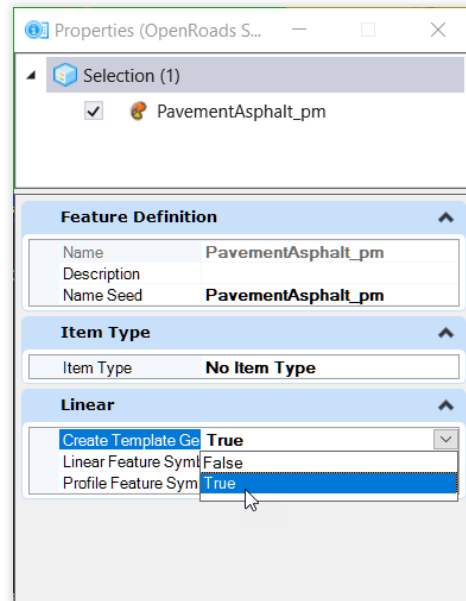 Properties (OpenRoads S...
Selection (1)
PavementAsphalt_pm
Feature Definition
Name PavementAsphalt_pm
Description
Name Seed PavementAsphalt_pm
Item Type
Item Type No Item Type
Linear
Create Template Ge True
Linear Feature Symb False
Profile Feature Sym True